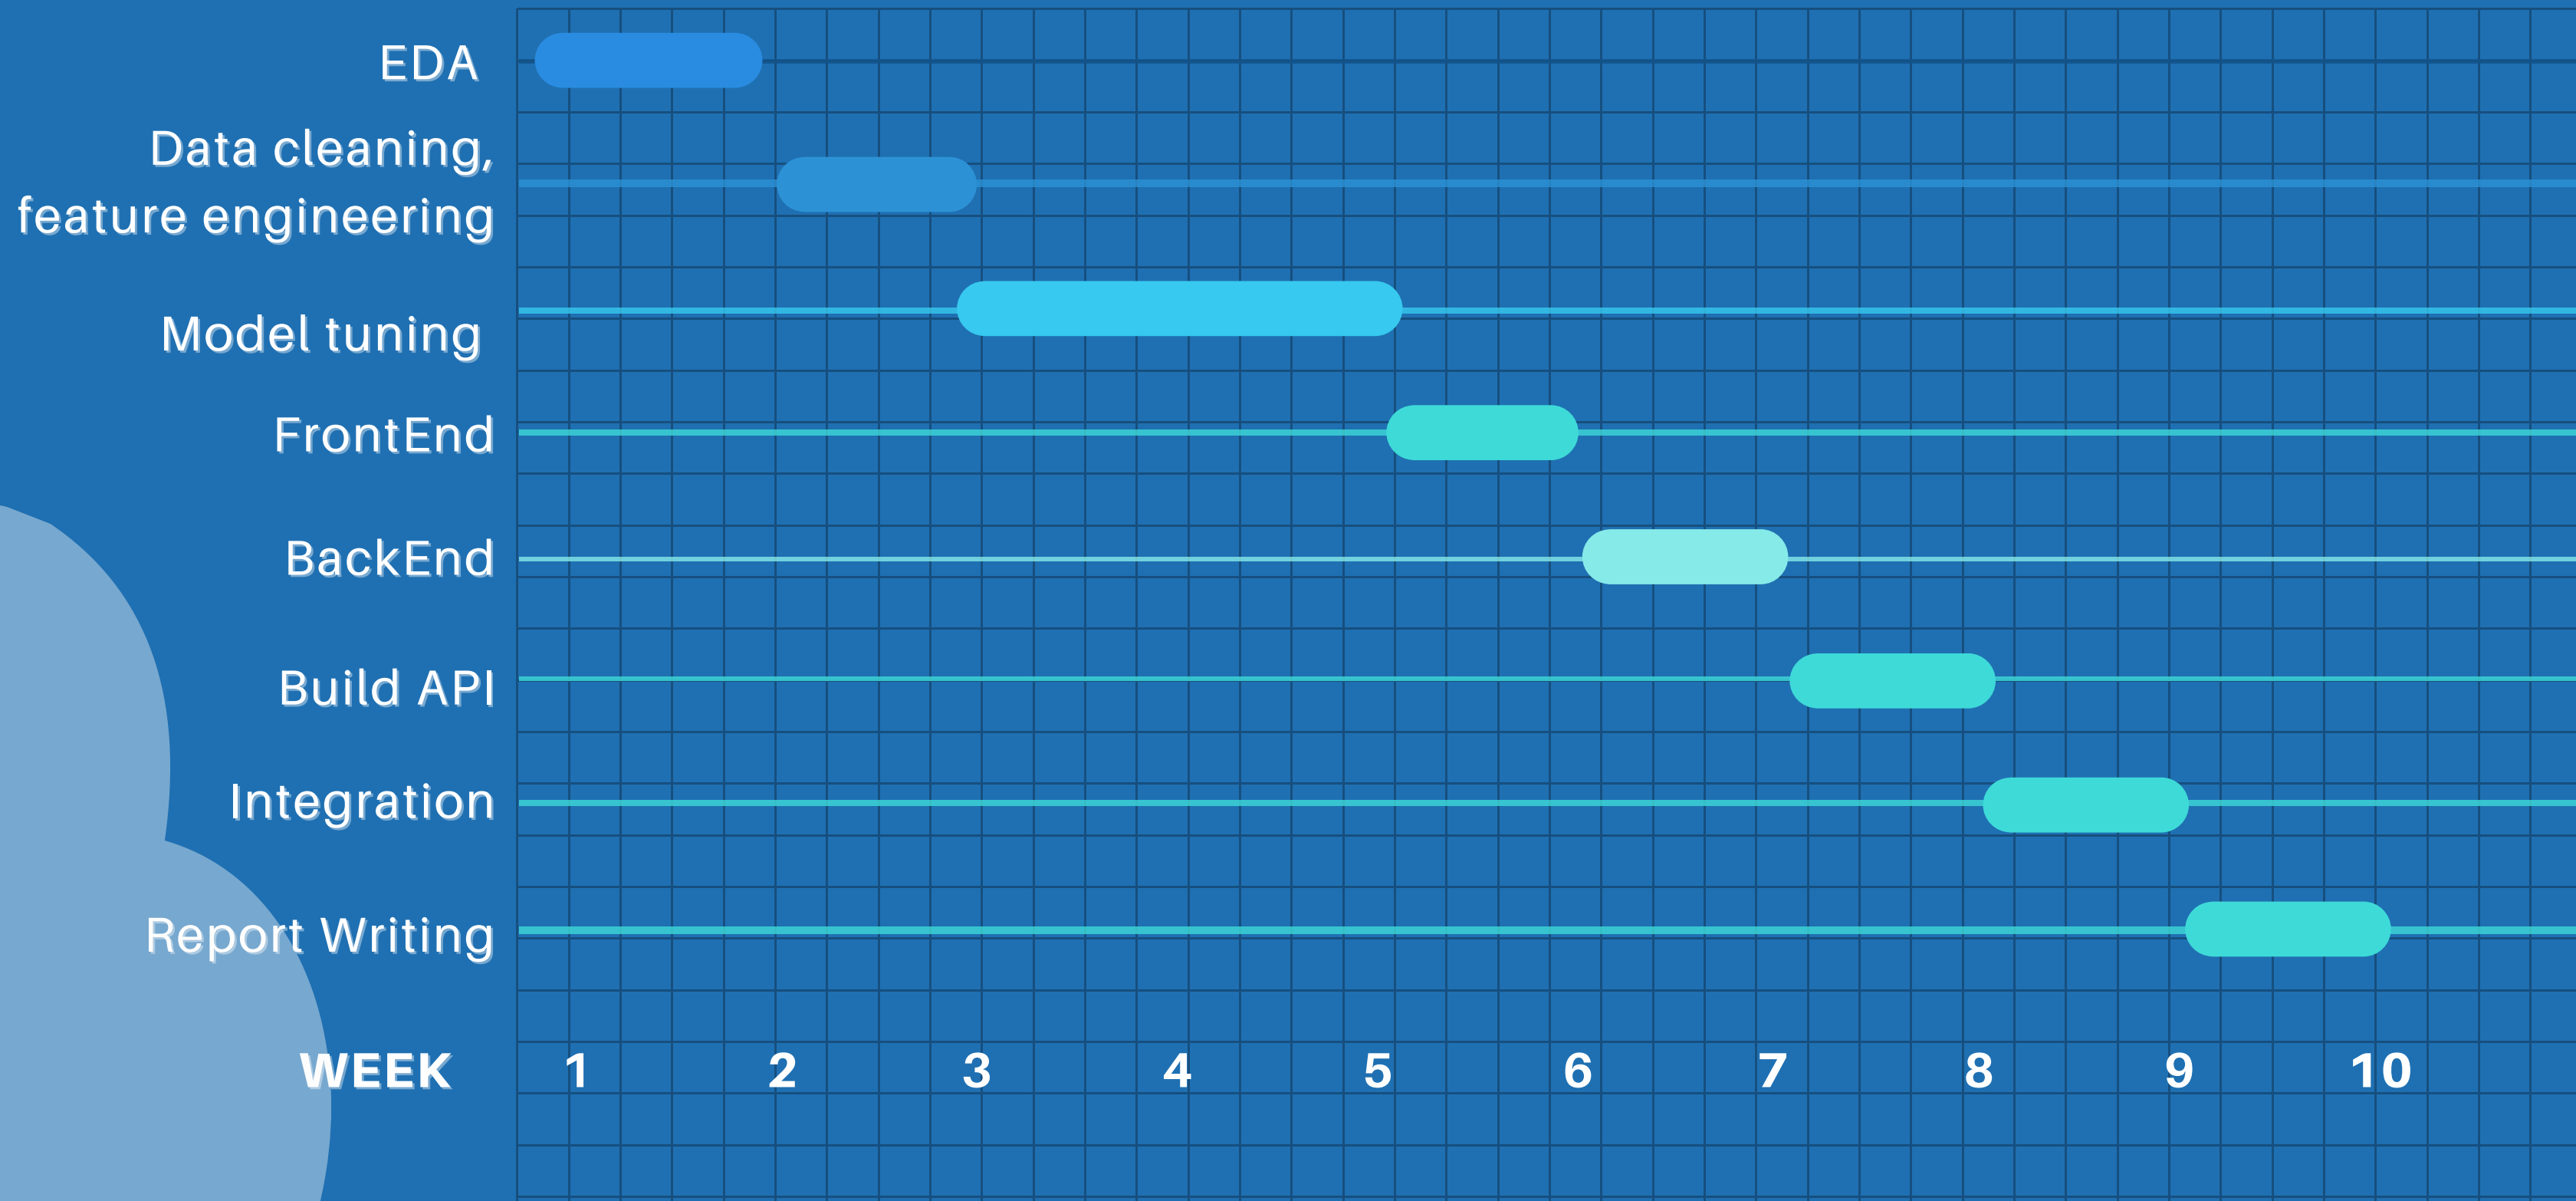 EDA
Data cleaning,
feature engineering
Model tuning
FrontEnd
BackEnd
Build API
Integration
Report Writing
WEEK 1 2 3 4 5 6 7 8 9 10